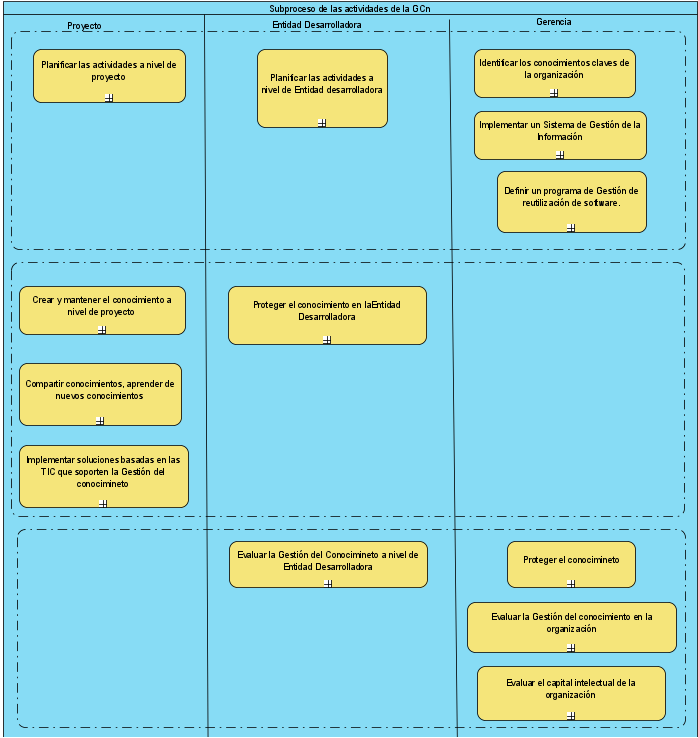 Subproceso de las actividades de la GCn
Proyecto
Entidad Desarrolladora
Gerencia
Planificar las actividades a nivel de
proyecto
Planificar las actividades a
nivel de Entidad desarrolladora
Identificar los conocimientos claves de
la organización
Implementar un Sistema de Gestión de la
Información
Definir un programa de Gestión de
reutilización de software.
Crear y mantener el conocimiento a
nivel de proyecto
Proteger el conocimiento en laEntidad
Desarrolladora
Compartir conocimientos, aprender de
nuevos conocimientos
Implementar soluciones basadas en las
TIC que soporten la Gestión del
conocimineto
Evaluar la Gestión del Conocimineto a nivel de
Entidad Desarrolladora
Proteger el conocimineto
Evaluar la Gestión del conocimiento en la
organización
Evaluar el capital intelectual de la
organización